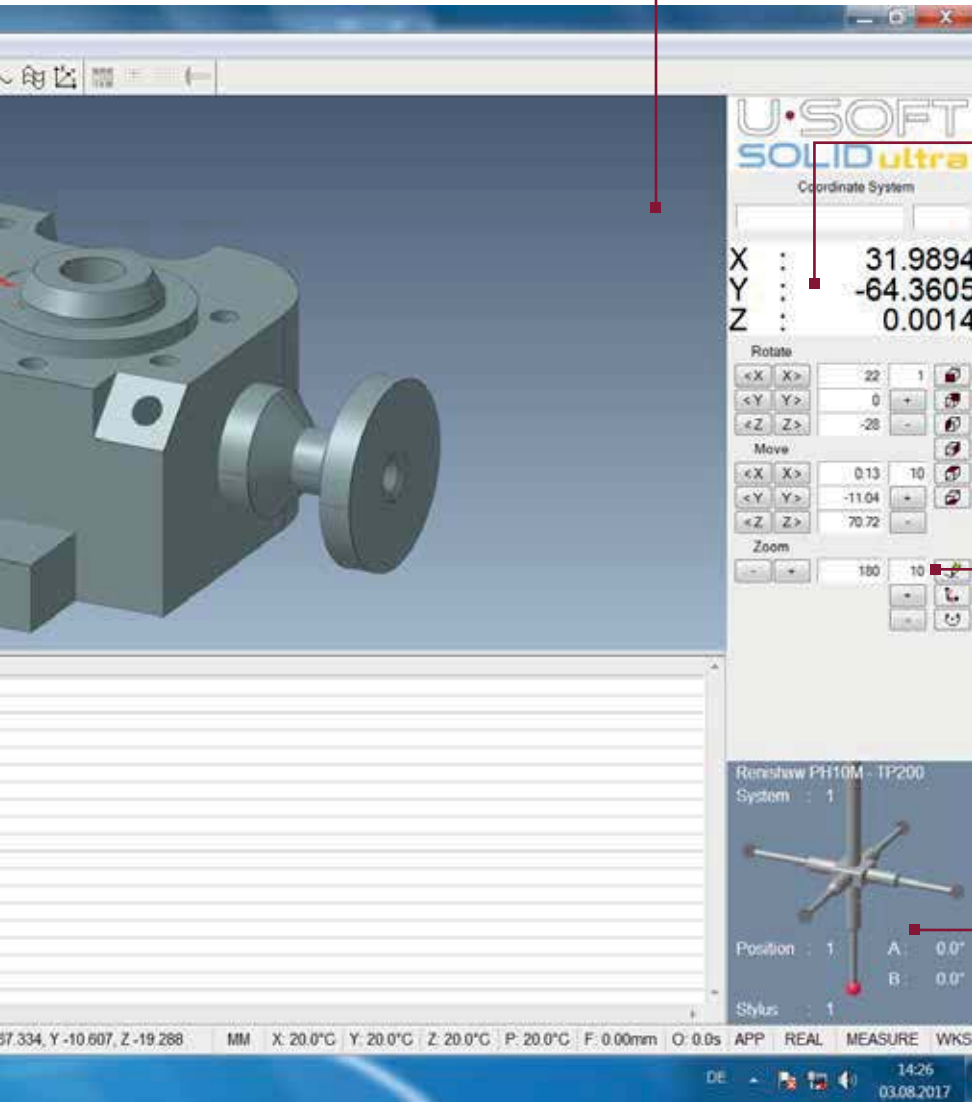 U·SOFT
SOLID ultra
Coordinate System
X : 31.9894
Y : -64.3605
Z : 0.0014
Rotate
<X X> 22 1
<Y Y> 0 +
<Z Z> -28 -
Move
<X X> 0.13 10
<Y Y> -11.04 +
<Z Z> 70.72 -
Zoom
- + 180 10
+
-
Renishaw PH10M - TP200
System : 1
Position : 1 A: 0.0°
B: 0.0°
Stylus : 1
67.334, Y -10.607, Z -19.288 MM X: 20.0°C Y: 20.0°C Z: 20.0°C P: 20.0°C F: 0.00mm O: 0.0s APP REAL MEASURE WKS
DE 14:26
03.08.2017